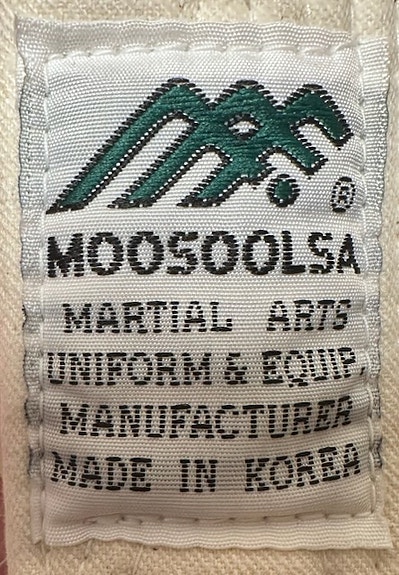 ®
MOOSOOLSA
MARTIAL ARTS
UNIFORM & EQUIP.
MANUFACTURER
MADE IN KOREA